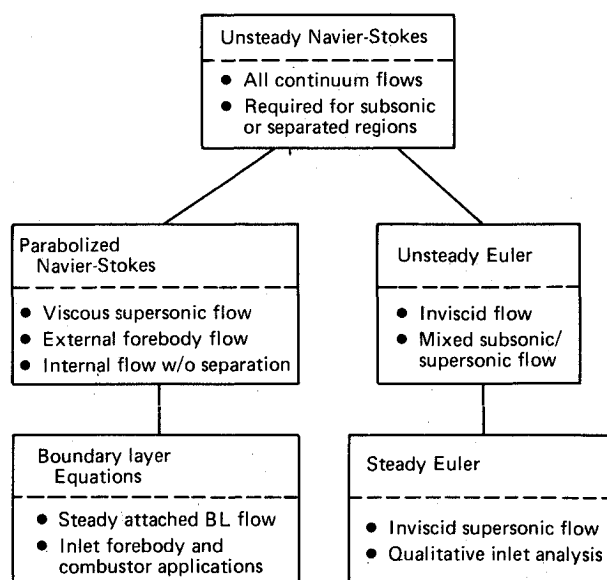 Unsteady Navier-Stokes
● All continuum flows
● Required for subsonic
or separated regions
Parabolized
Navier-Stokes
● Viscous supersonic flow
● External forebody flow
● Internal flow w/o separation
Unsteady Euler
● Inviscid flow
● Mixed subsonic/
supersonic flow
Boundary layer
Equations
● Steady attached BL flow
● Inlet forebody and
combustor applications
Steady Euler
● Inviscid supersonic flow
● Qualitative inlet analysis